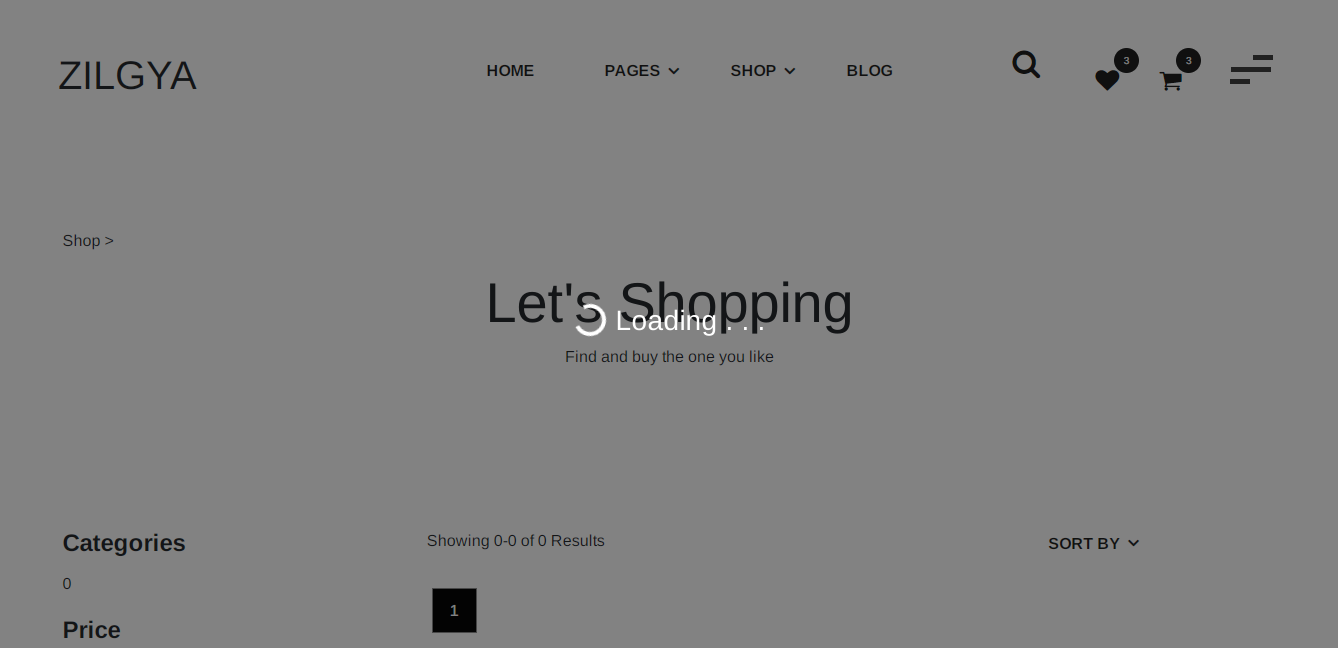 ZILGYA
HOME PAGES SHOP BLOG
3 3
Shop >
Let's Shopping
Loading . . .
Find and buy the one you like
Categories
0
Price
Showing 0-0 of 0 Results
SORT BY
1